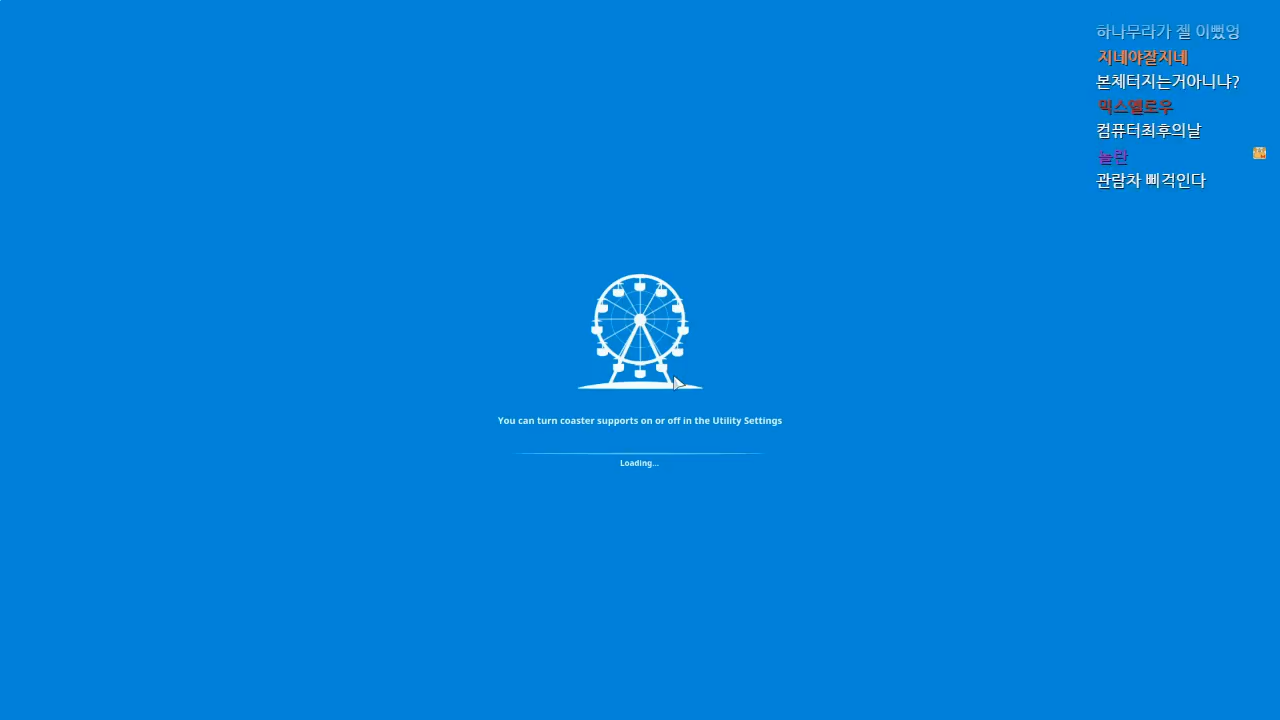 하나무라가 젤 이뻤엉
지네야잘지네
본체터지는거아니냐?
믹스옐로우
컴퓨터최후의날
놀란
관람차 삐걱인다
You can turn coaster supports on or off in the Utility Settings
Loading...